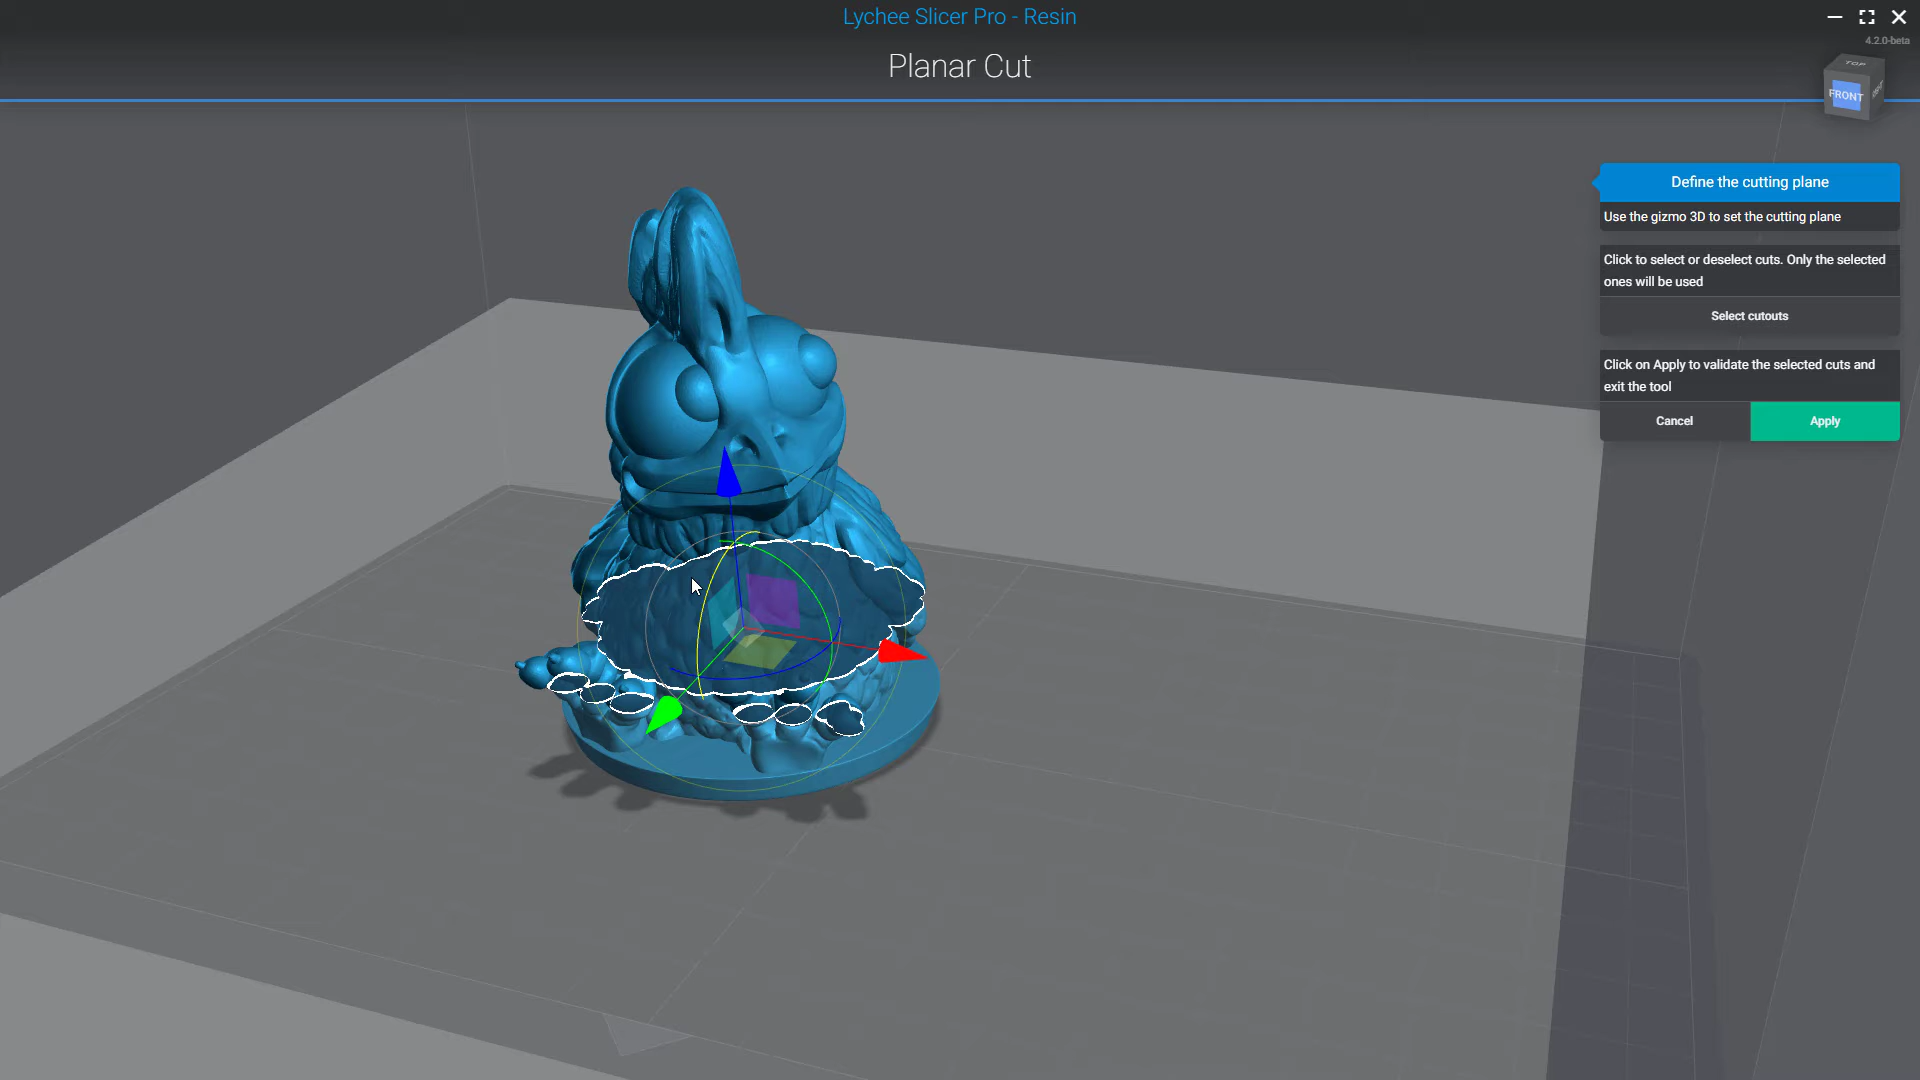 Lychee Slicer Pro - Resin
Planar Cut
4.2.0-beta
TOP
FRONT
Define the cutting plane
Use the gizmo 3D to set the cutting plane
Click to select or deselect cuts. Only the selected
ones will be used
Select cutouts
Click on Apply to validate the selected cuts and
exit the tool
Cancel
Apply